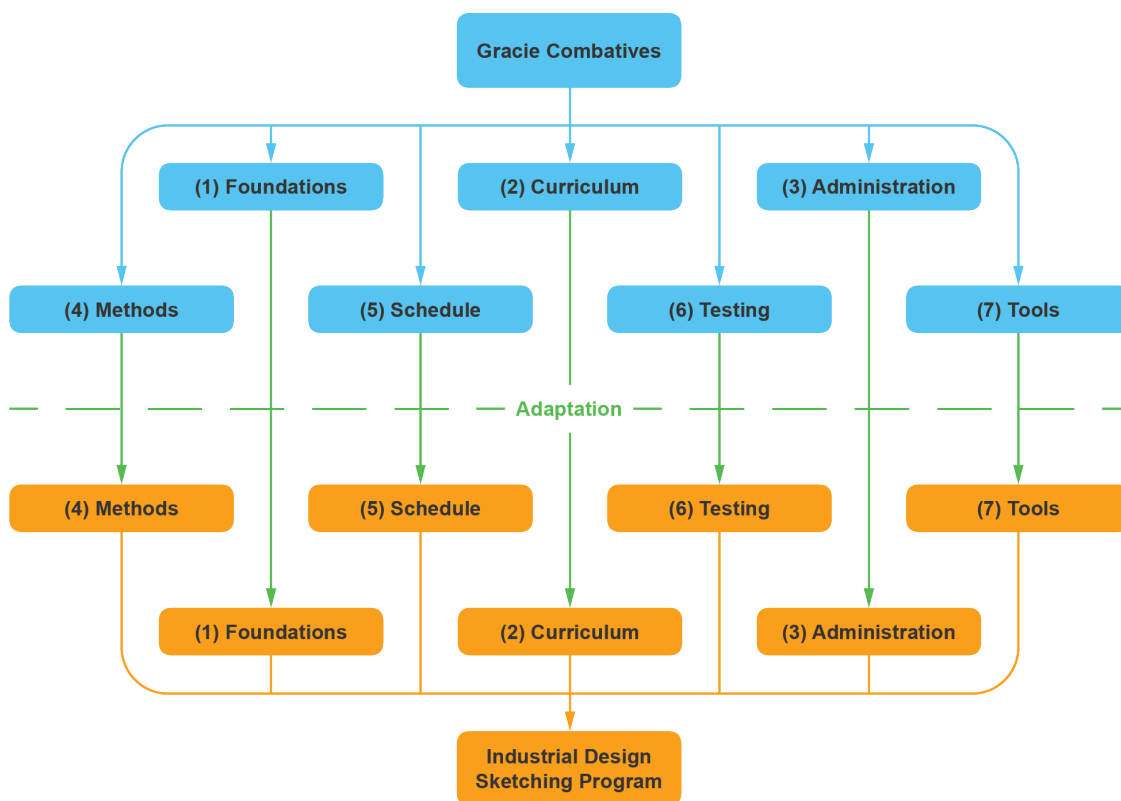 Gracie Combatives
(1) Foundations
(2) Curriculum
(3) Administration
(4) Methods
(5) Schedule
(6) Testing
(7) Tools
Adaptation
(4) Methods
(5) Schedule
(6) Testing
(7) Tools
(1) Foundations
(2) Curriculum
(3) Administration
Industrial Design
Sketching Program